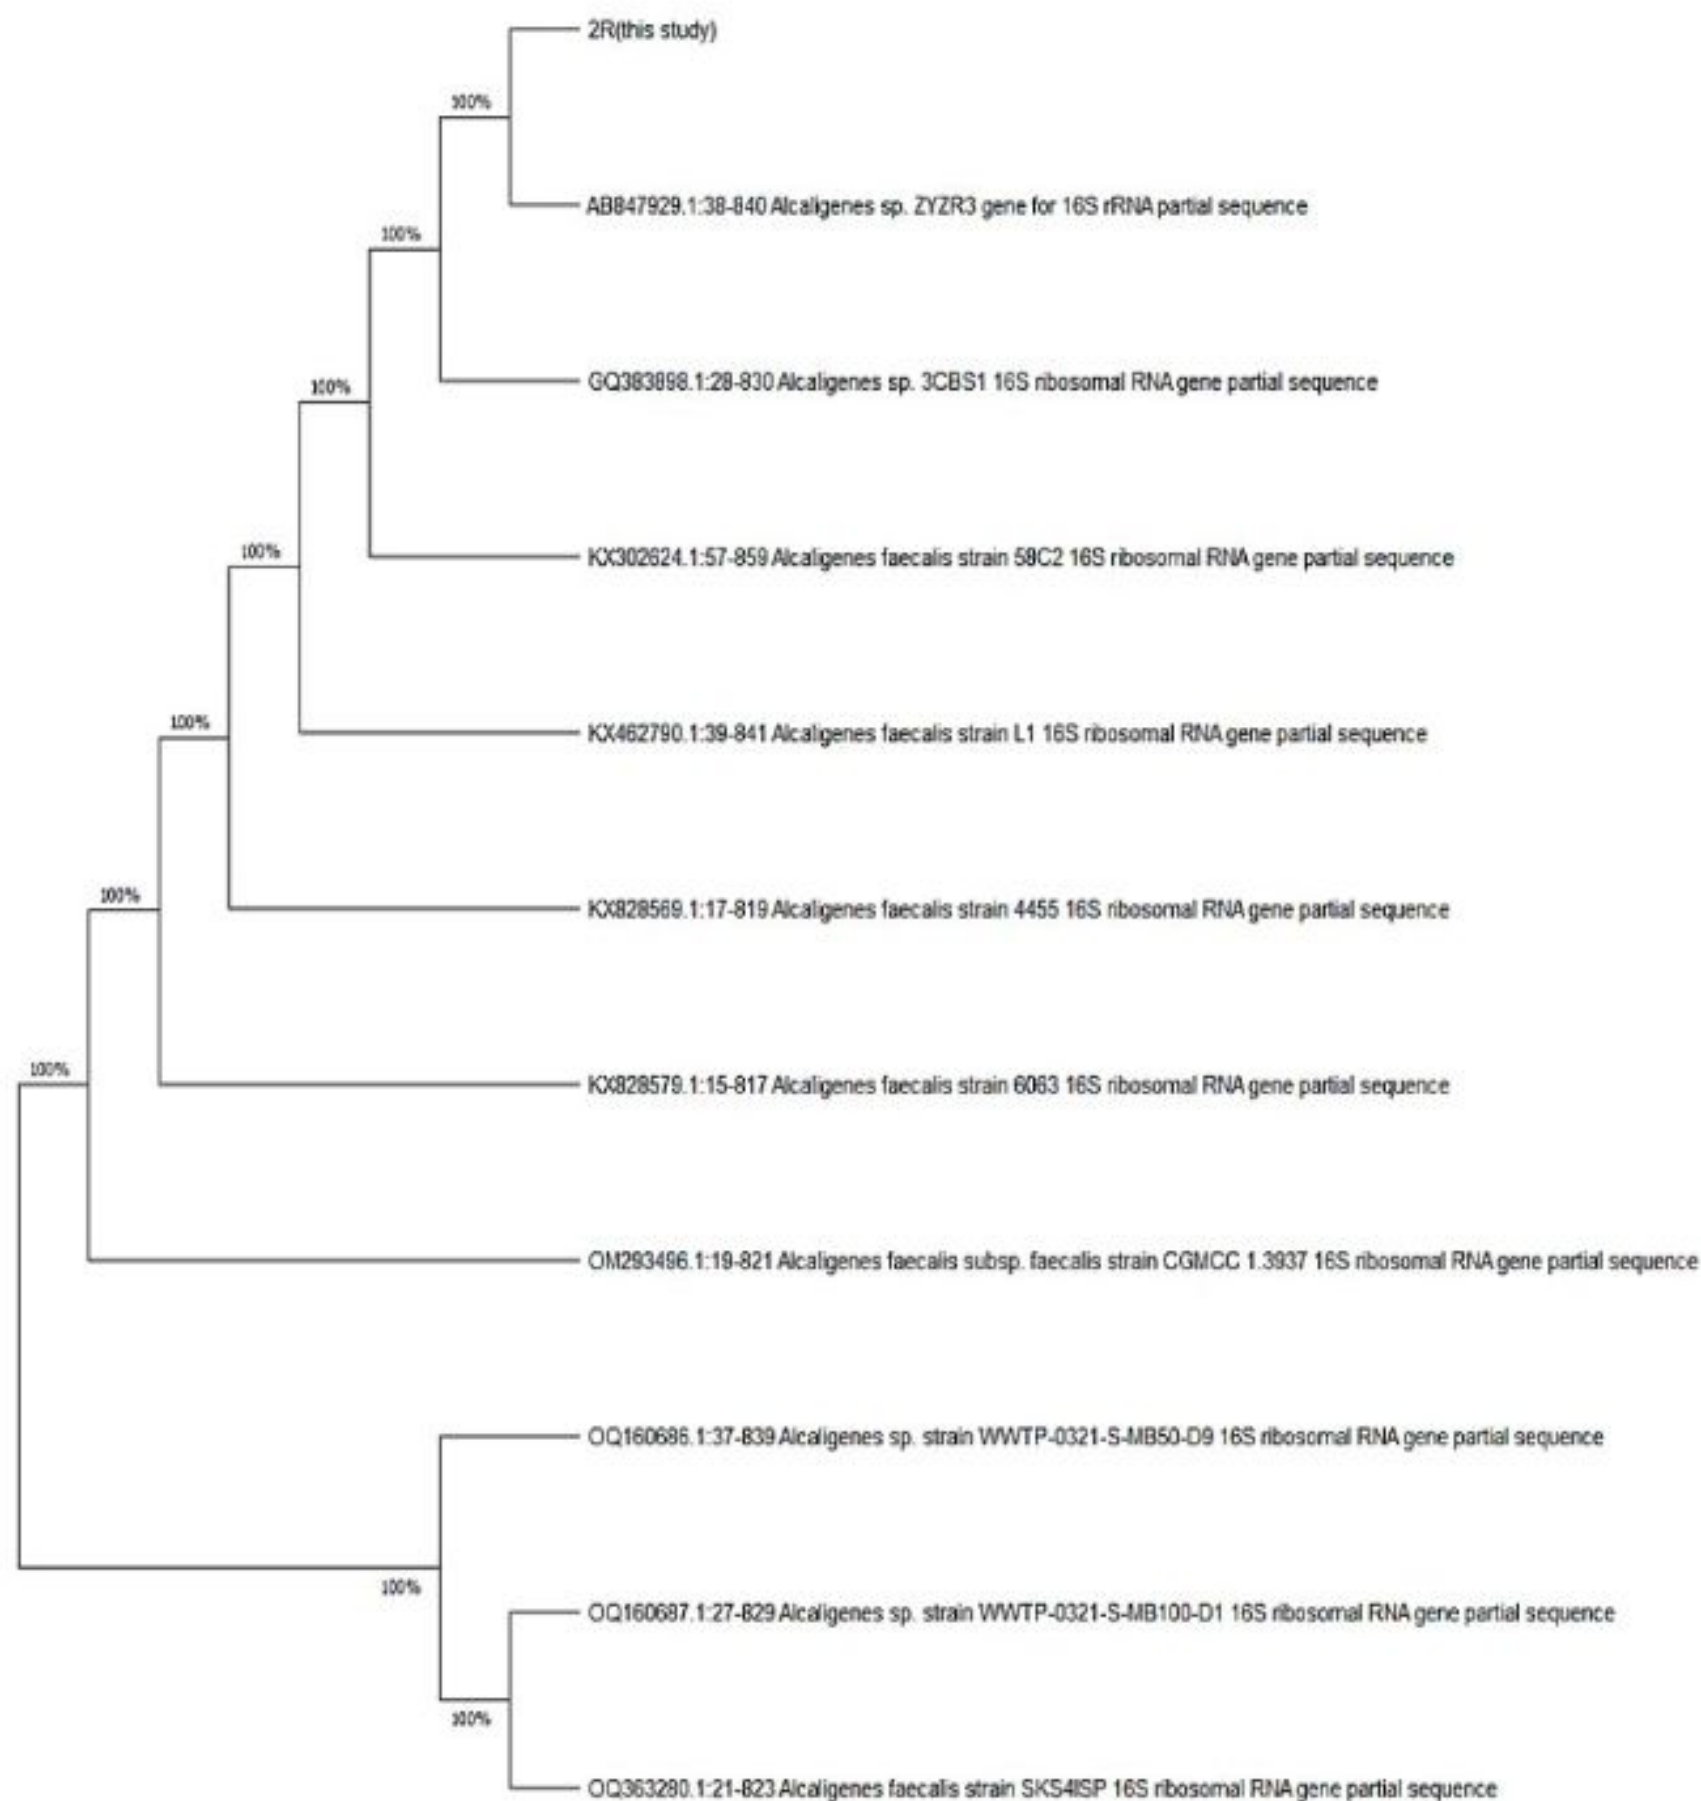 2R(this study)
100%
AB847929.1:38-840 Alcaligenes sp. ZYZR3 gene for 16S rRNA partial sequence
100%
GQ383898.1:28-830 Alcaligenes sp. 3CBS1 16S ribosomal RNA gene partial sequence
100%
KX302624.1:57-859 Alcaligenes faecalis strain 58C2 16S ribosomal RNA gene partial sequence
100%
KX462790.1:39-841 Alcaligenes faecalis strain L1 16S ribosomal RNA gene partial sequence
100%
KX828569.1:17-819 Alcaligenes faecalis strain 4455 16S ribosomal RNA gene partial sequence
100%
KX828579.1:15-817 Alcaligenes faecalis strain 6063 16S ribosomal RNA gene partial sequence
100%
OM293496.1:19-821 Alcaligenes faecalis subsp. faecalis strain CGMCC 1.3937 16S ribosomal RNA gene partial sequence
OQ160686.1:37-839 Alcaligenes sp. strain WWTP-0321-S-MB50-D9 16S ribosomal RNA gene partial sequence
100%
OQ160687.1:27-829 Alcaligenes sp. strain WWTP-0321-S-MB100-D1 16S ribosomal RNA gene partial sequence
100%
OQ363280.1:21-823 Alcaligenes faecalis strain SKS4ISP 16S ribosomal RNA gene partial sequence